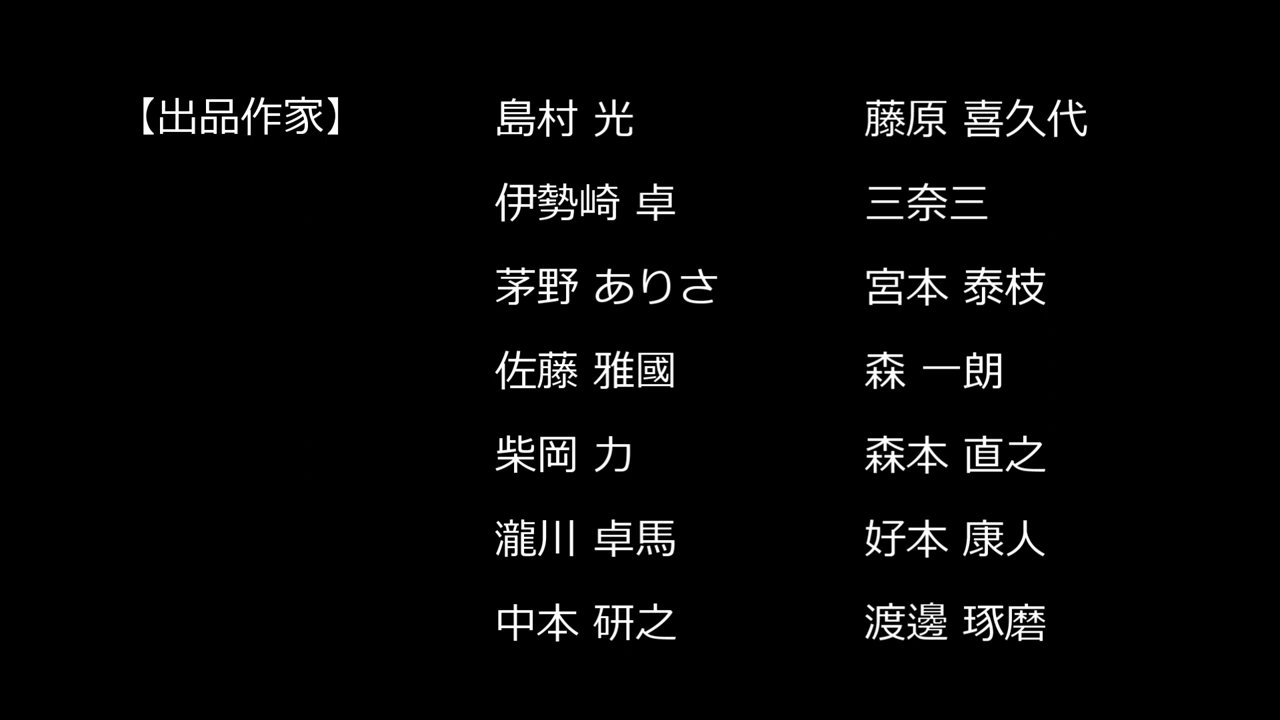 【出品作家】
島村 光
伊勢崎 卓
茅野 ありさ
佐藤 雅國
柴岡 力
瀧川 卓馬
中本 研之
藤原 喜久代
三奈三
宮本 泰枝
森 一朗
森本 直之
好本 康人
渡邊 琢磨